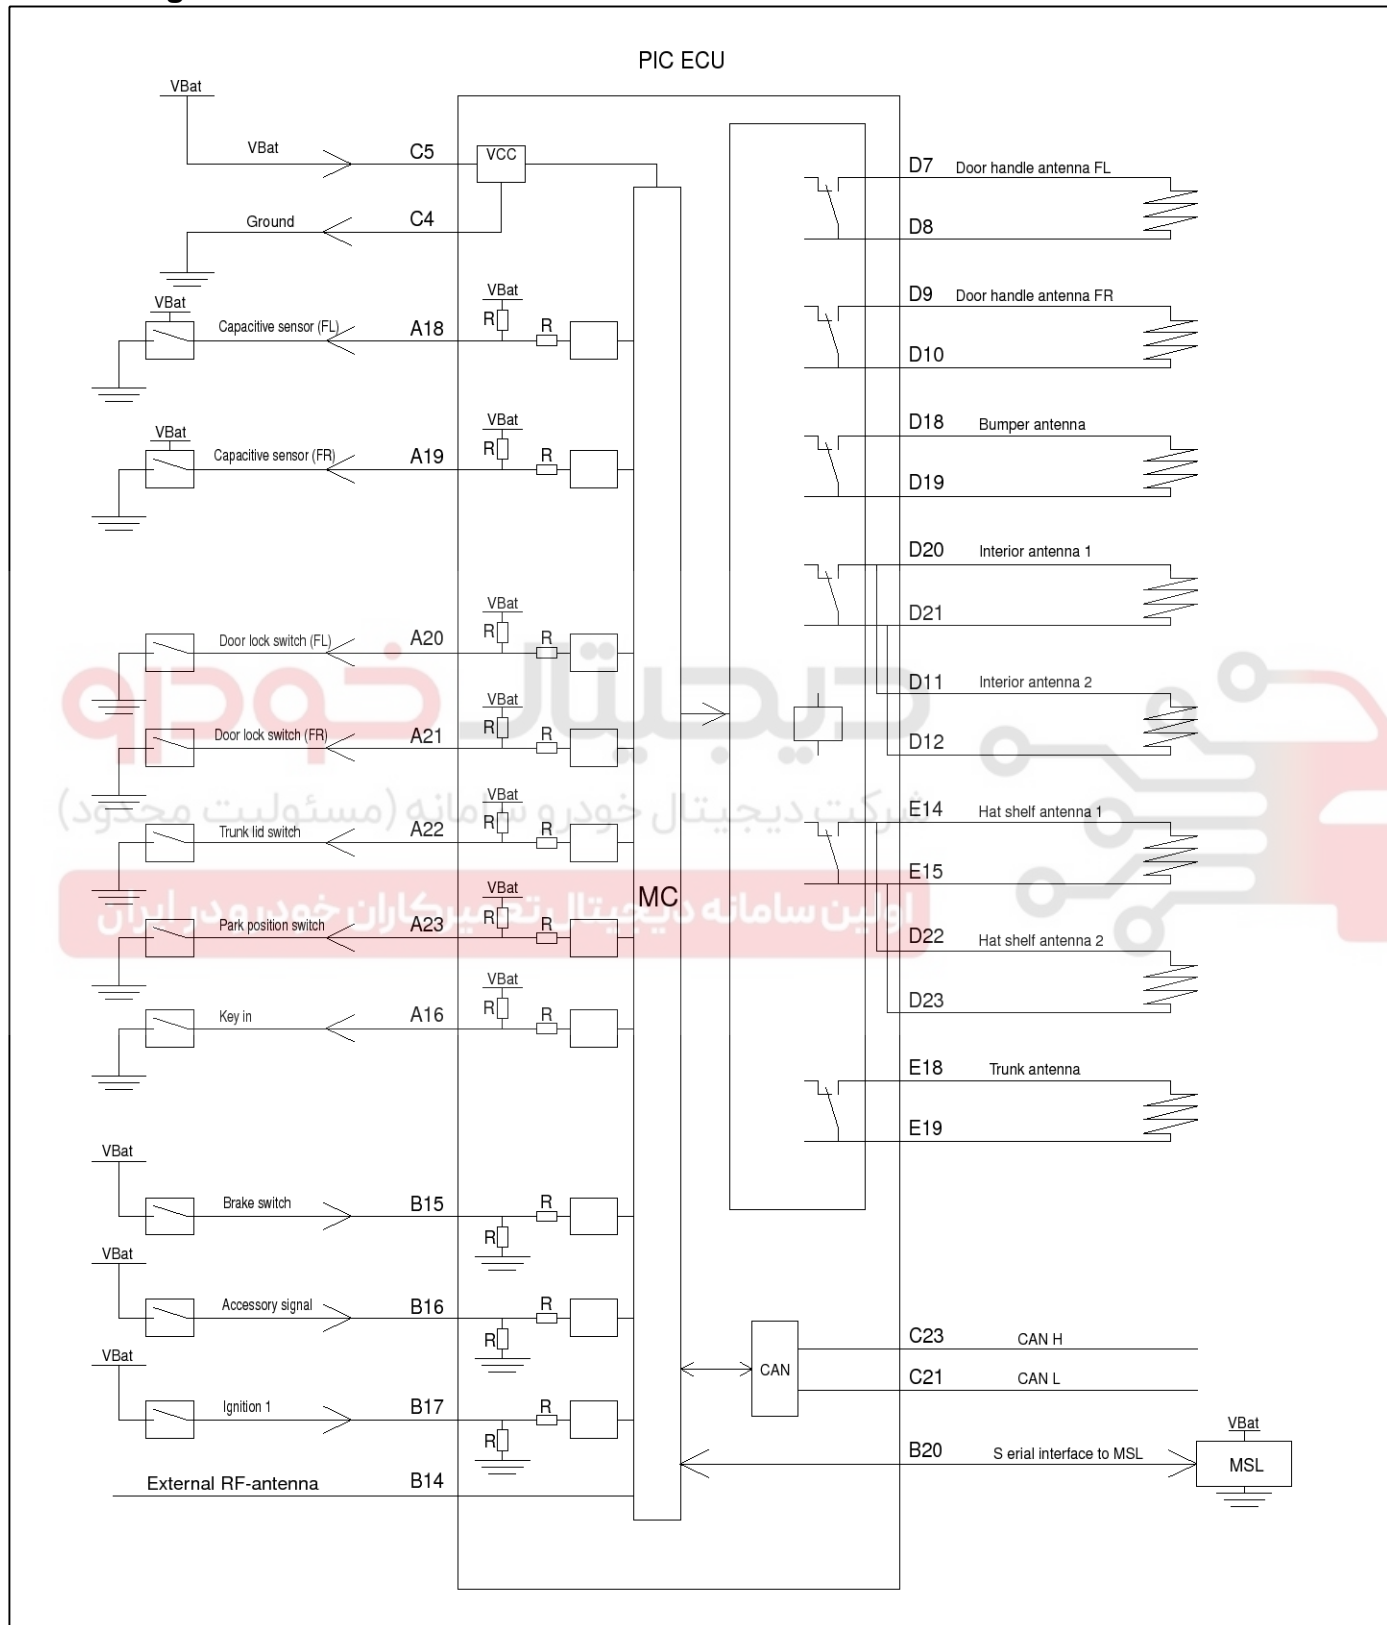 PIC ECU
VBat
VBat
C5
VCC
Ground
C4
VBat
Capacitive sensor (FL)
A18
VBat
R
R
VBat
Capacitive sensor (FR)
A19
VBat
R
R
Door lock switch (FL)
A20
VBat
R
R
Door lock switch (FR)
A21
VBat
R
R
Trunk lid switch
A22
VBat
R
R
Park position switch
A23
VBat
R
R
Key in
A16
VBat
R
R
MC
VBat
Brake switch
B15
R
R
VBat
Accessory signal
B16
R
R
VBat
Ignition 1
B17
R
R
External RF-antenna
B14
D7
Door handle antenna FL
D8
D9
Door handle antenna FR
D10
D18
Bumper antenna
D19
D20
Interior antenna 1
D21
D11
Interior antenna 2
D12
E14
Hat shelf antenna 1
E15
D22
Hat shelf antenna 2
D23
E18
Trunk antenna
E19
CAN
C23
CAN H
C21
CAN L
B20
S erial interface to MSL
VBat
MSL
دیجیتال خودرو
شرکت دیجیتال خودرو سامانه (مسئولیت محدود)
اولین سامانه دیجیتال تعمیرکاران خودرو در ایران